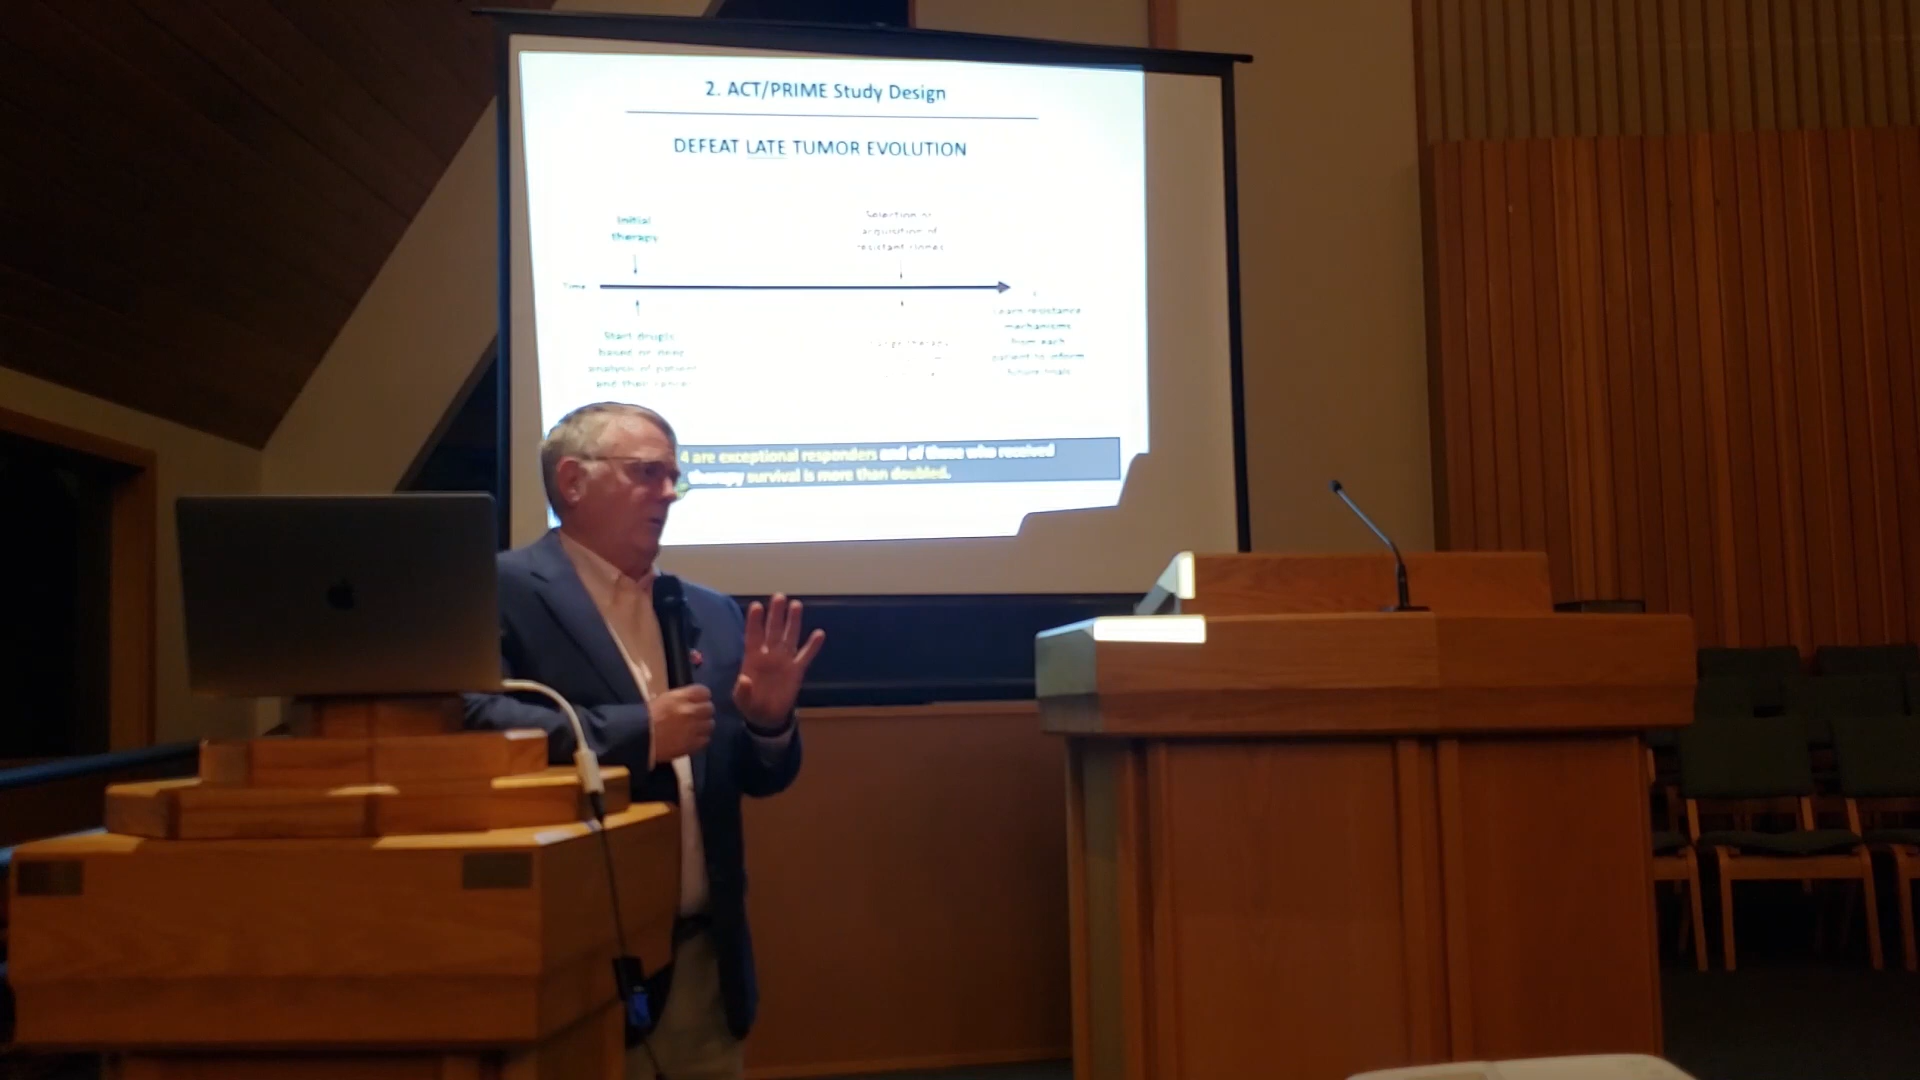 2. ACT/PRIME Study Design
DEFEAT LATE TUMOR EVOLUTION
Initial
therapy
Selection or
acquisition of
resistant clones
Time
Start drugs
based on deep
analysis of patient
and their cancer
Learn resistance
mechanisms
from each
patient to inform
future trials
4 are exceptional responders and of those who received
therapy survival is more than doubled.